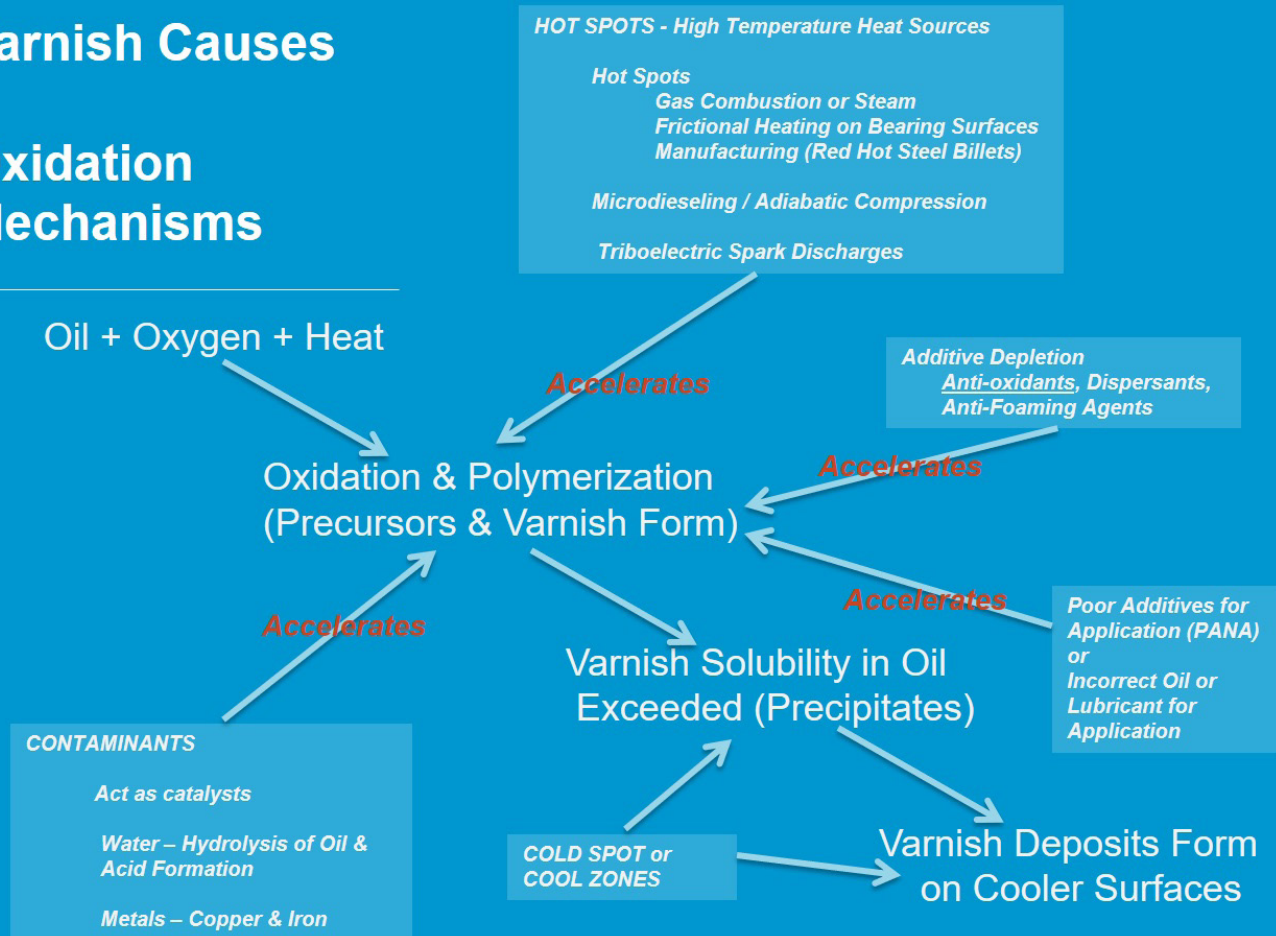 arnish Causes
xidation
echanisms
HOT SPOTS - High Temperature Heat Sources
Hot Spots
Gas Combustion or Steam
Frictional Heating on Bearing Surfaces
Manufacturing (Red Hot Steel Billets)
Microdieseling / Adiabatic Compression
Triboelectric Spark Discharges
Oil + Oxygen + Heat
Accelerates
Additive Depletion
Anti-oxidants, Dispersants,
Anti-Foaming Agents
Accelerates
Oxidation & Polymerization
(Precursors & Varnish Form)
Accelerates
Accelerates
Poor Additives for
Application (PANA)
or
Incorrect Oil or
Lubricant for
Application
Varnish Solubility in Oil
Exceeded (Precipitates)
CONTAMINANTS
Act as catalysts
Water – Hydrolysis of Oil &
Acid Formation
Metals – Copper & Iron
COLD SPOT or
COOL ZONES
Varnish Deposits Form
on Cooler Surfaces